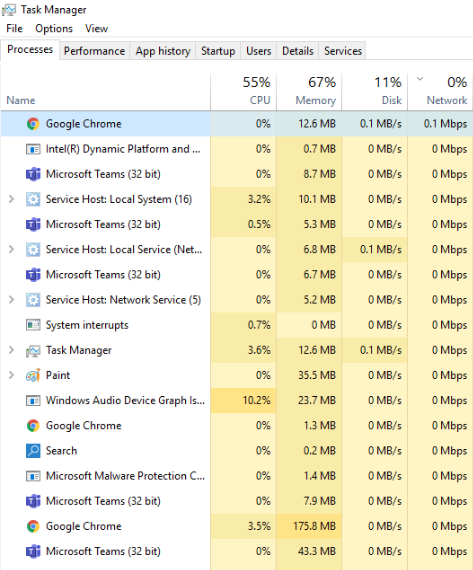 Task Manager
File Options View
Processes Performance App history Startup Users Details Services
55% 67% 11% 0%
Name CPU Memory Disk Network
Google Chrome 0% 12.6 MB 0.1 MB/s 0.1 Mbps
Intel(R) Dynamic Platform and ... 0% 0.7 MB 0 MB/s 0 Mbps
Microsoft Teams (32 bit) 0% 8.7 MB 0 MB/s 0 Mbps
Service Host: Local System (16) 3.2% 10.1 MB 0 MB/s 0 Mbps
Microsoft Teams (32 bit) 0.5% 5.3 MB 0 MB/s 0 Mbps
Service Host: Local Service (Net... 0% 6.8 MB 0.1 MB/s 0 Mbps
Microsoft Teams (32 bit) 0% 6.7 MB 0 MB/s 0 Mbps
Service Host: Network Service (5) 0% 5.2 MB 0 MB/s 0 Mbps
System interrupts 0.7% 0 MB 0 MB/s 0 Mbps
Task Manager 3.6% 12.6 MB 0.1 MB/s 0 Mbps
Paint 0% 35.5 MB 0 MB/s 0 Mbps
Windows Audio Device Graph Is... 10.2% 23.7 MB 0 MB/s 0 Mbps
Google Chrome 0% 1.3 MB 0 MB/s 0 Mbps
Search 0% 0.2 MB 0 MB/s 0 Mbps
Microsoft Malware Protection C... 0% 1.4 MB 0 MB/s 0 Mbps
Microsoft Teams (32 bit) 0% 7.9 MB 0 MB/s 0 Mbps
Google Chrome 3.5% 175.8 MB 0 MB/s 0 Mbps
Microsoft Teams (32 bit) 0% 43.3 MB 0 MB/s 0 Mbps